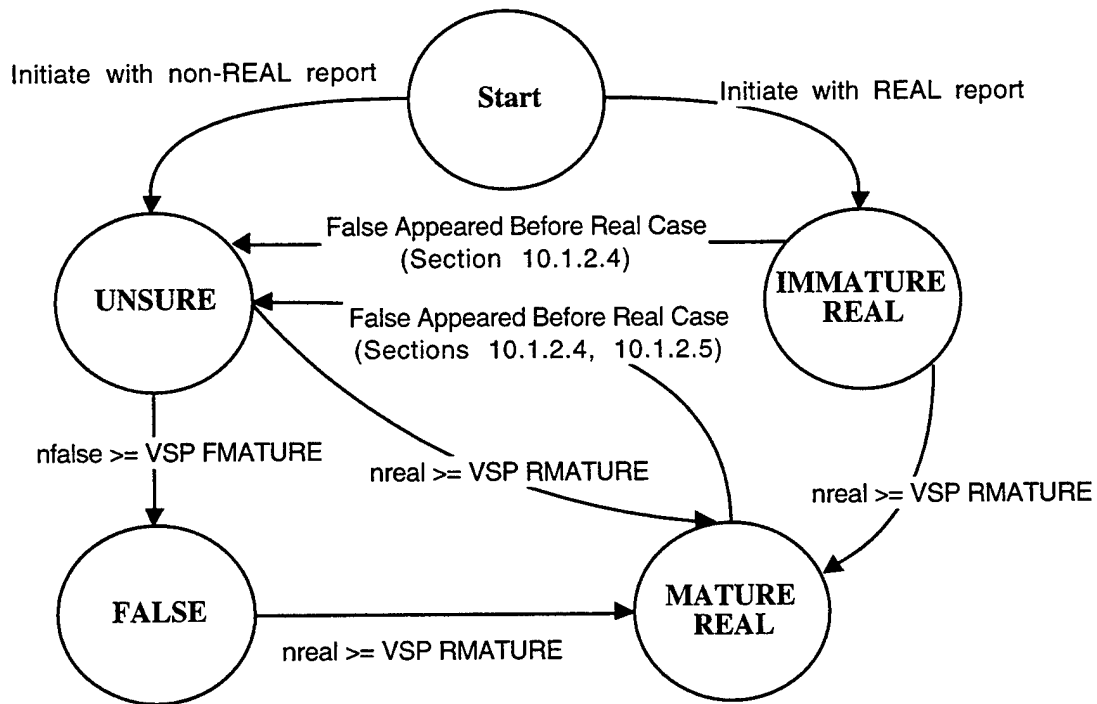 Initiate with non-REAL report
Start
Initiate with REAL report
False Appeared Before Real Case
(Section 10.1.2.4)
UNSURE
IMMATURE
REAL
False Appeared Before Real Case
(Sections 10.1.2.4, 10.1.2.5)
nfalse >= VSP FMATURE
nreal >= VSP RMATURE
nreal >= VSP RMATURE
FALSE
MATURE
REAL
nreal >= VSP RMATURE